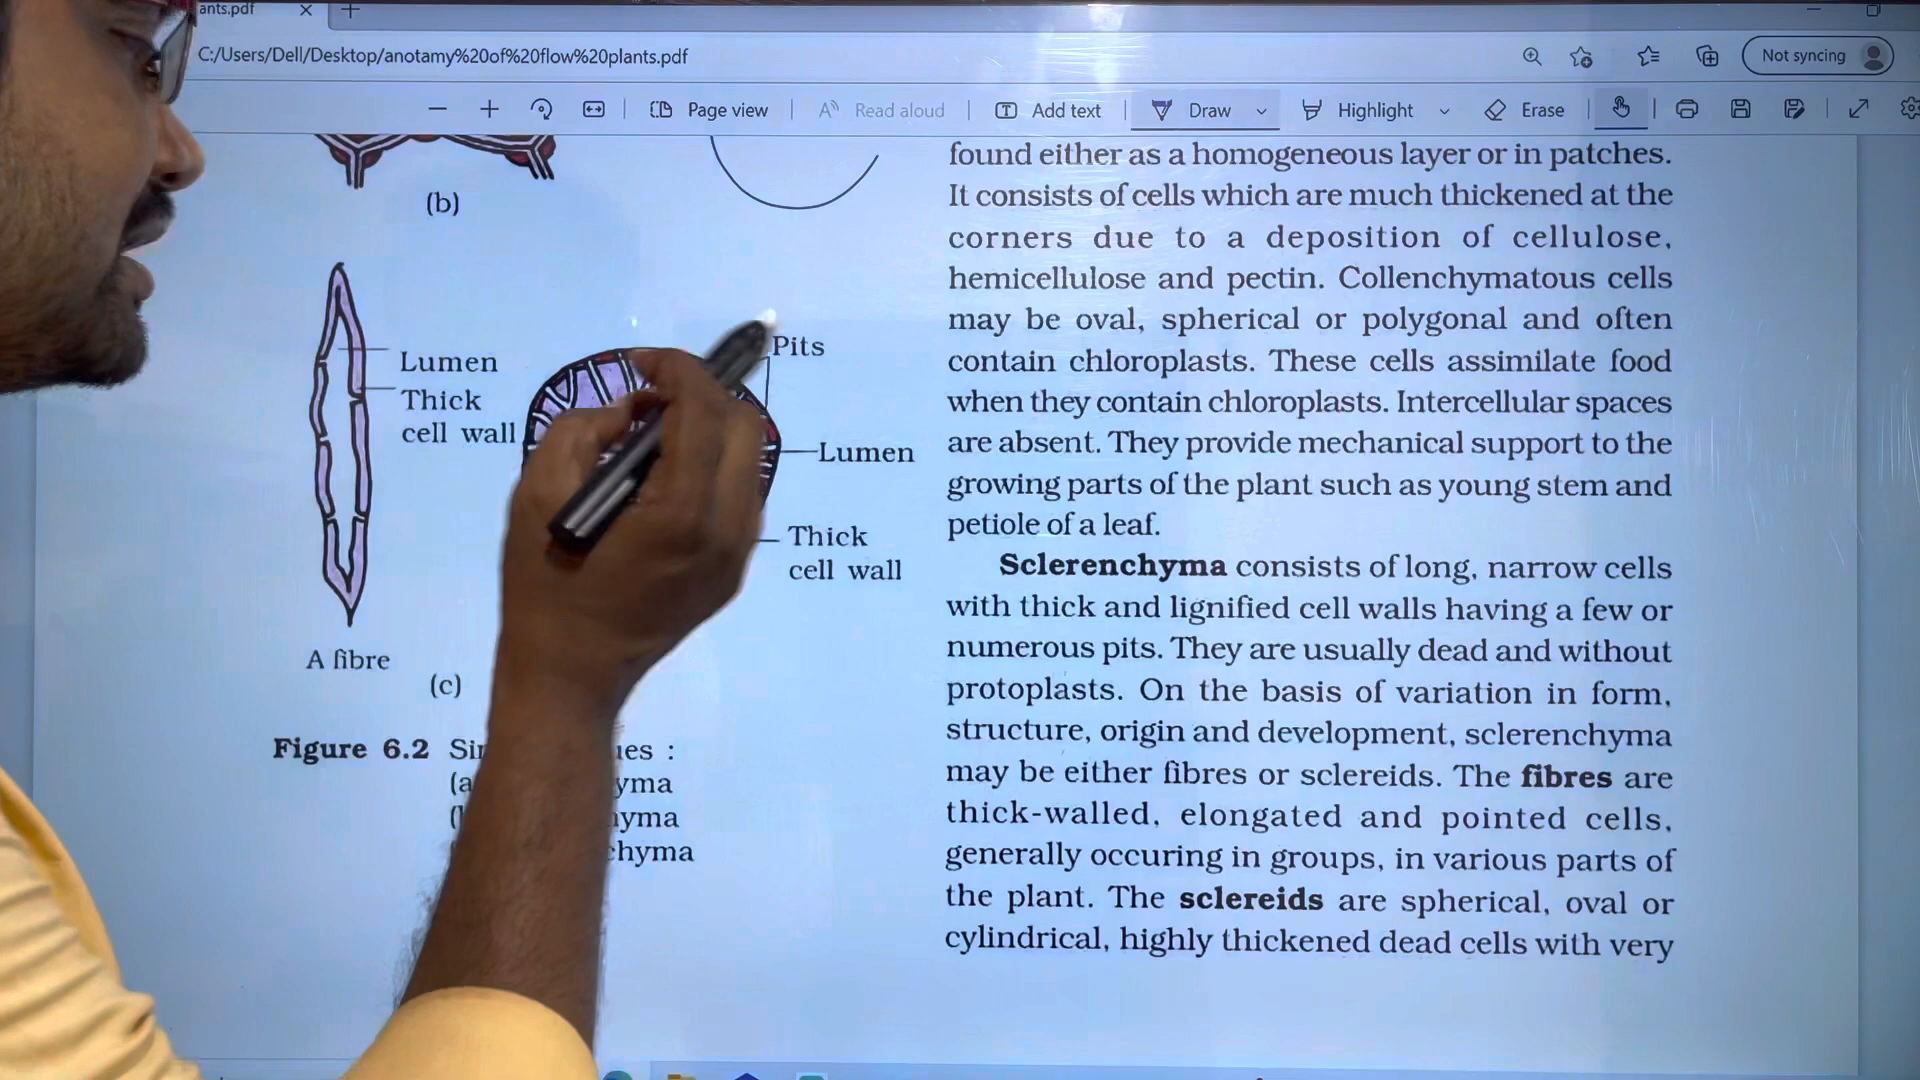 ants.pdf
C:/Users/Dell/Desktop/anotamy%20of%20flow%20plants.pdf
Not syncing
Page view
Read aloud
Add text
Draw
Highlight
Erase
(b)
Lumen
Thick
cell wall
Pits
Lumen
Thick
cell wall
A fibre
(c)
Figure 6.2
yma
hyma
found either as a homogeneous layer or in patches.
It consists of cells which are much thickened at the
corners due to a deposition of cellulose,
hemicellulose and pectin. Collenchymatous cells
may be oval, spherical or polygonal and often
contain chloroplasts. These cells assimilate food
when they contain chloroplasts. Intercellular spaces
are absent. They provide mechanical support to the
growing parts of the plant such as young stem and
petiole of a leaf.
Sclerenchyma consists of long, narrow cells
with thick and lignified cell walls having a few or
numerous pits. They are usually dead and without
protoplasts. On the basis of variation in form,
structure, origin and development, sclerenchyma
may be either fibres or sclereids. The fibres are
thick-walled, elongated and pointed cells,
generally occuring in groups, in various parts of
the plant. The sclereids are spherical, oval or
cylindrical, highly thickened dead cells with very